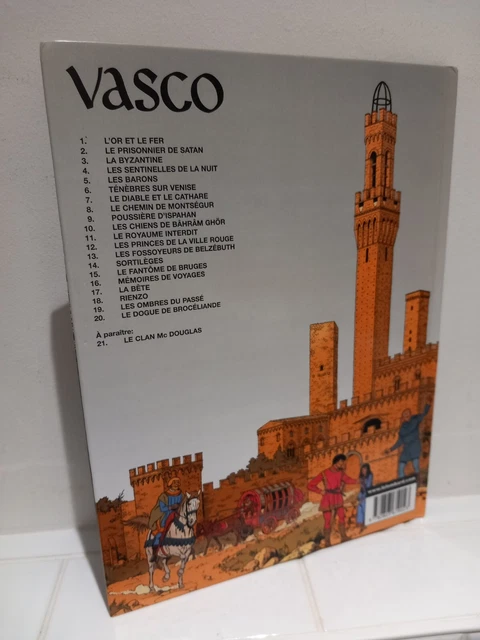 VASCO
1. L'OR ET LE FER
2. LE PRISONNIER DE SATAN
3. LA BYZANTINE
4. LES SENTINELLES DE LA NUIT
5. LES BARONS
6. TÉNÈBRES SUR VENISE
7. LE DIABLE ET LE CATHARE
8. LE CHEMIN DE MONTSÉGUR
9. POUSSIÈRE D'ISPAHAN
10. LES CHIENS DE BÂHRÂM GHÔR
11. LE ROYAUME INTERDIT
12. LES PRINCES DE LA VILLE ROUGE
13. LES FOSSOYEURS DE BELZÉBUTH
14. SORTILÈGES
15. LE FANTÔME DE BRUGES
16. MÉMOIRES DE VOYAGES
17. LA BÊTE
18. RIENZO
19. LES OMBRES DU PASSÉ
20. LE DOGUE DE BROCÉLIANDE
À paraître:
21. LE CLAN Mc DOUGLAS